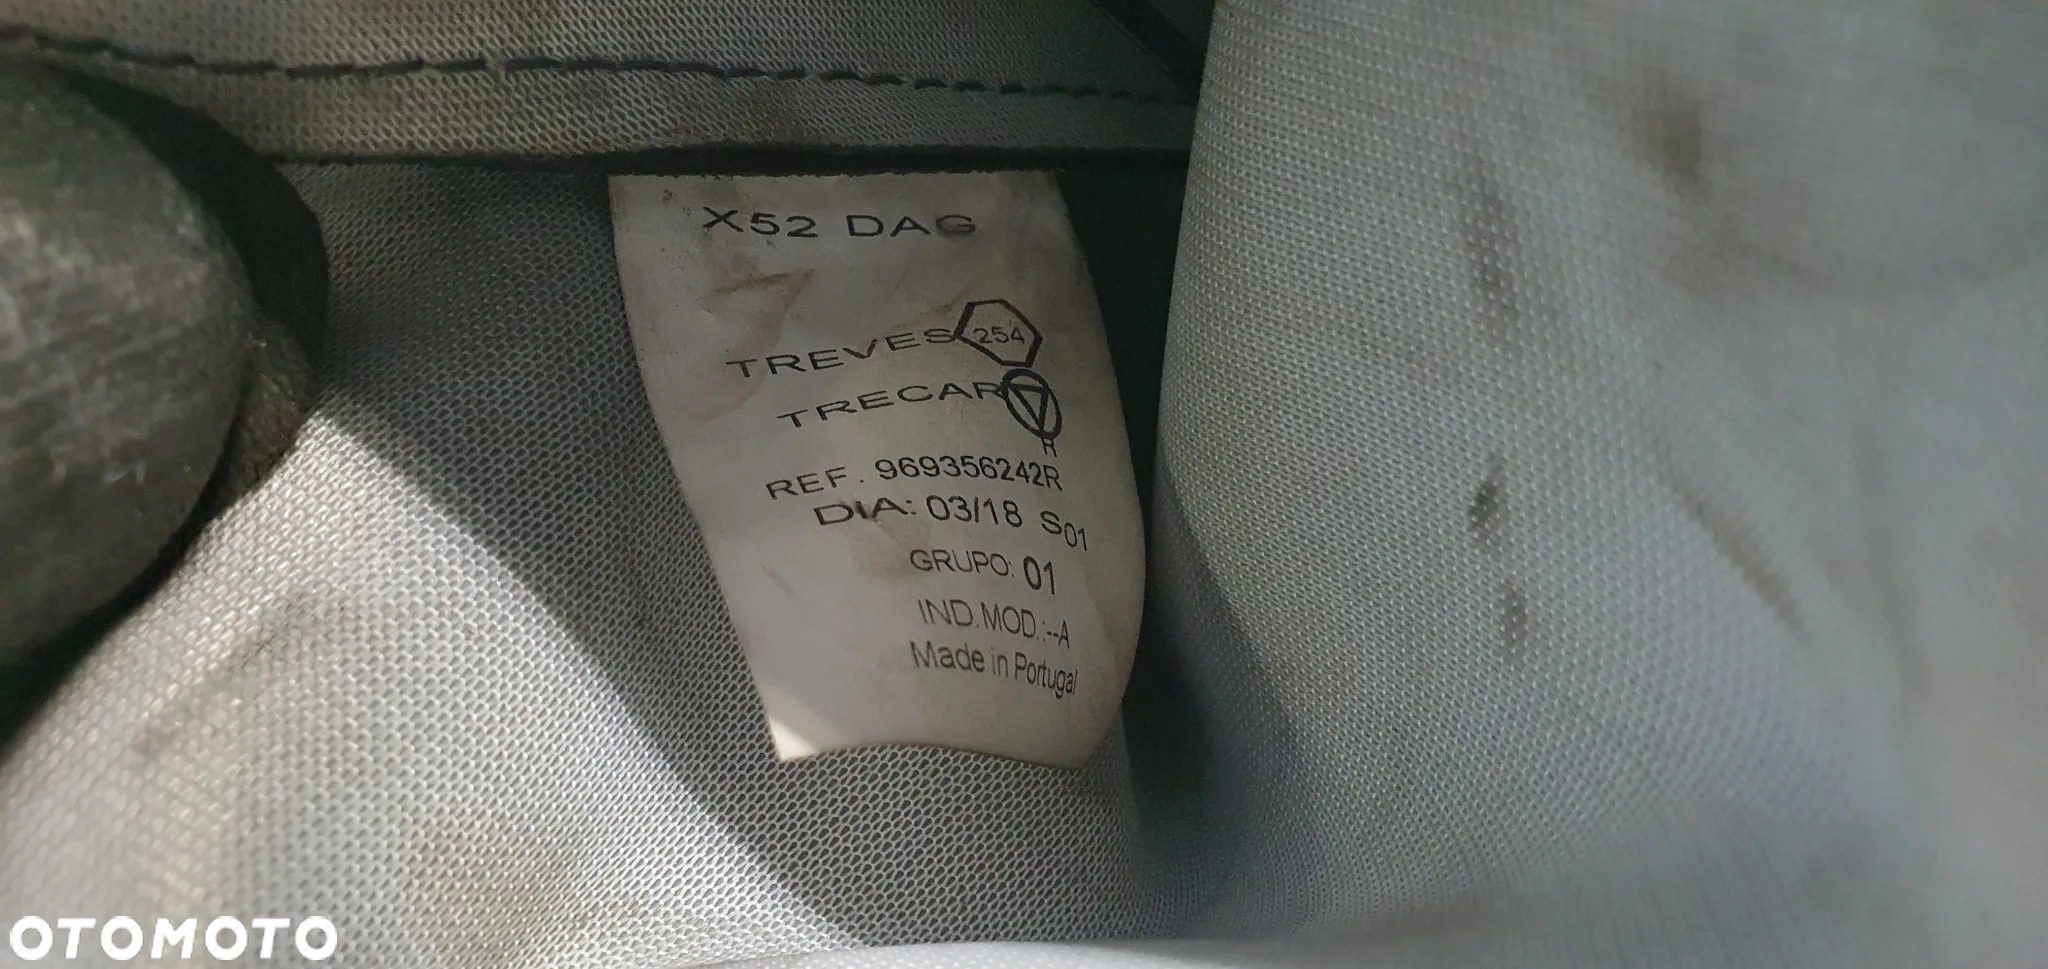 X52 DAG
TREVES 254
TRECAR
R
REF. 969356242R
DIA: 03/18 S01
GRUPO: 01
IND.MOD.:--A
Made in Portugal
OTOMOTO